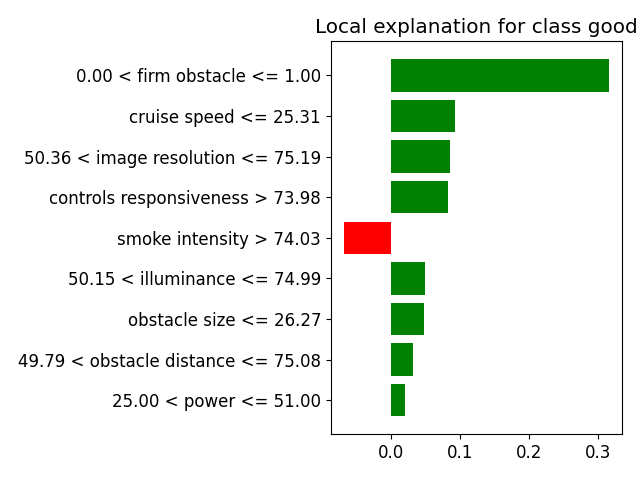 Local explanation for class good
0.00 < firm obstacle <= 1.00
cruise speed <= 25.31
50.36 < image resolution <= 75.19
controls responsiveness > 73.98
smoke intensity > 74.03
50.15 < illuminance <= 74.99
obstacle size <= 26.27
49.79 < obstacle distance <= 75.08
25.00 < power <= 51.00
0.0 0.1 0.2 0.3